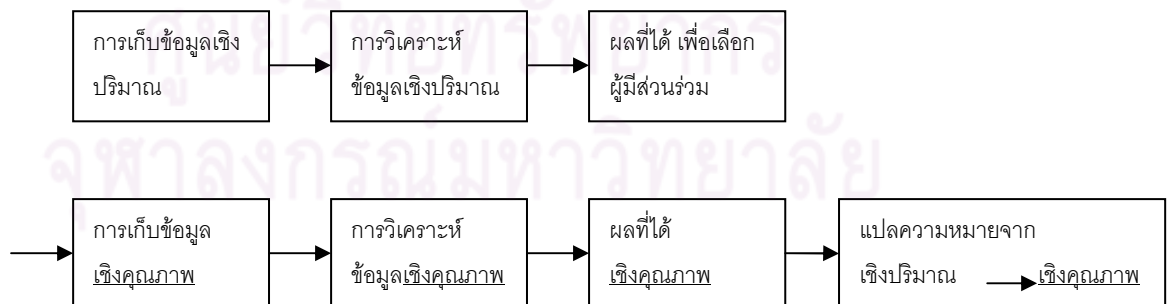 การเก็บข้อมูลเชิง
ปริมาณ
การวิเคราะห์
ข้อมูลเชิงปริมาณ
ผลที่ได้ เพื่อเลือก
ผู้มีส่วนร่วม
ศูนย์วิทยทรัพยากร
จุฬาลงกรณ์มหาวิทยาลัย
การเก็บข้อมูล
เชิงคุณภาพ
การวิเคราะห์
ข้อมูลเชิงคุณภาพ
ผลที่ได้
เชิงคุณภาพ
แปลความหมายจาก
เชิงปริมาณ เชิงคุณภาพ